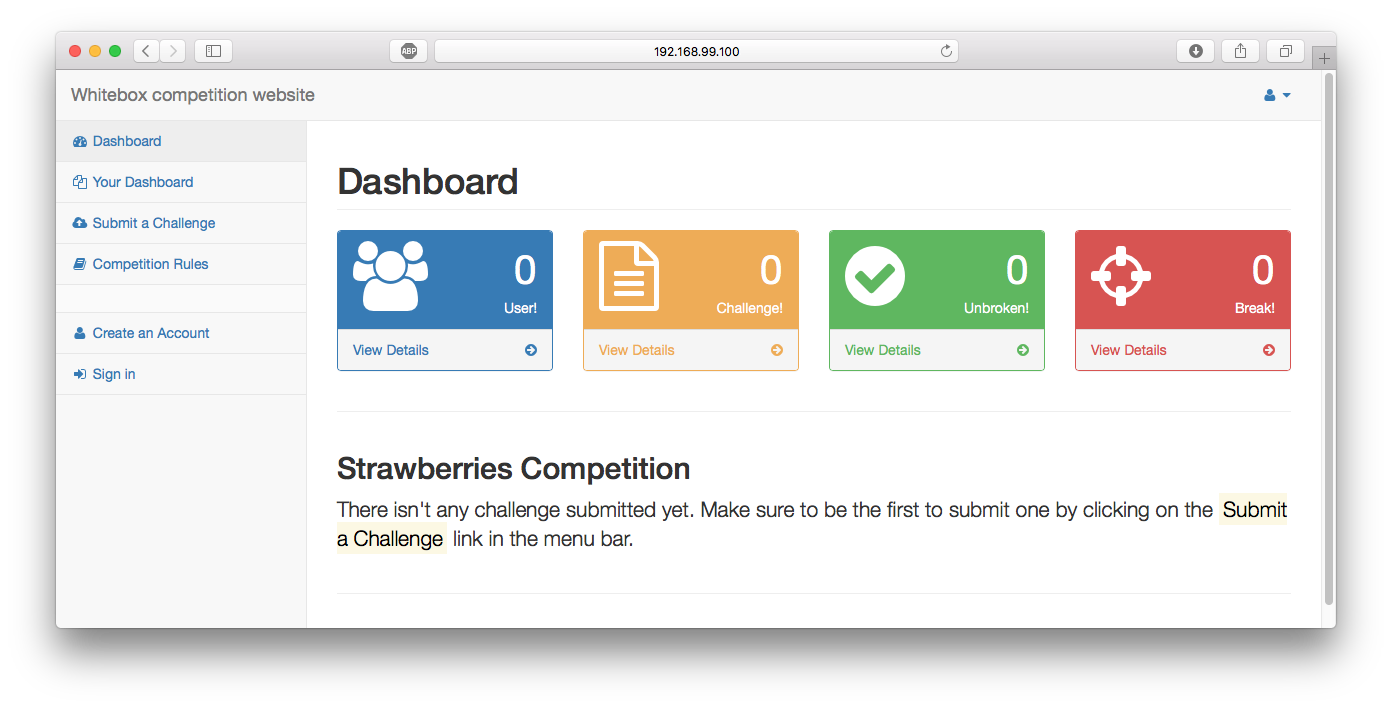 ABP
192.168.99.100
Whitebox competition website
Dashboard
Your Dashboard
Submit a Challenge
Competition Rules
Create an Account
Sign in
Dashboard
0
User!
View Details
0
Challenge!
View Details
0
Unbroken!
View Details
0
Break!
View Details
Strawberries Competition
There isn't any challenge submitted yet. Make sure to be the first to submit one by clicking on the Submit
a Challenge link in the menu bar.